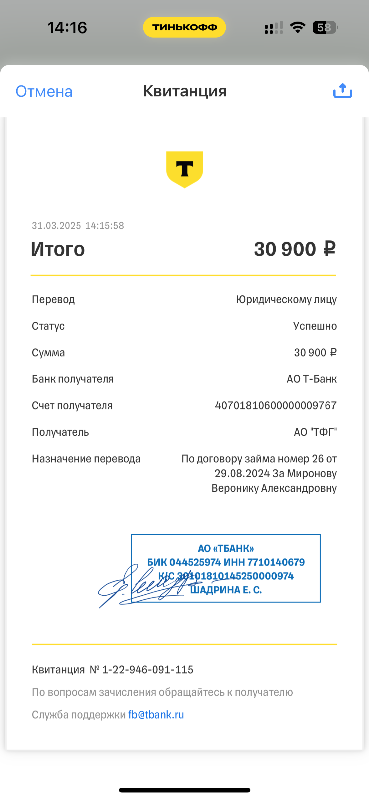 14:16
ТИНЬКОФФ
58
Отмена
Квитанция
Т
31.03.2025 14:15:58
Итого 30 900 ₽
Перевод Юридическому лицу
Статус Успешно
Сумма 30 900 ₽
Банк получателя АО Т-Банк
Счет получателя 40701810600000009767
Получатель АО "ТФГ"
Назначение перевода По договору займа номер 26 от
29.08.2024 За Миронову
Веронику Александровну
АО «ТБАНК»
БИК 044525974 ИНН 7710140679
К/С 30101810145250000974
ШАДРИНА Е. С.
Квитанция № 1-22-946-091-115
По вопросам зачисления обращайтесь к получателю
Служба поддержки fb@tbank.ru